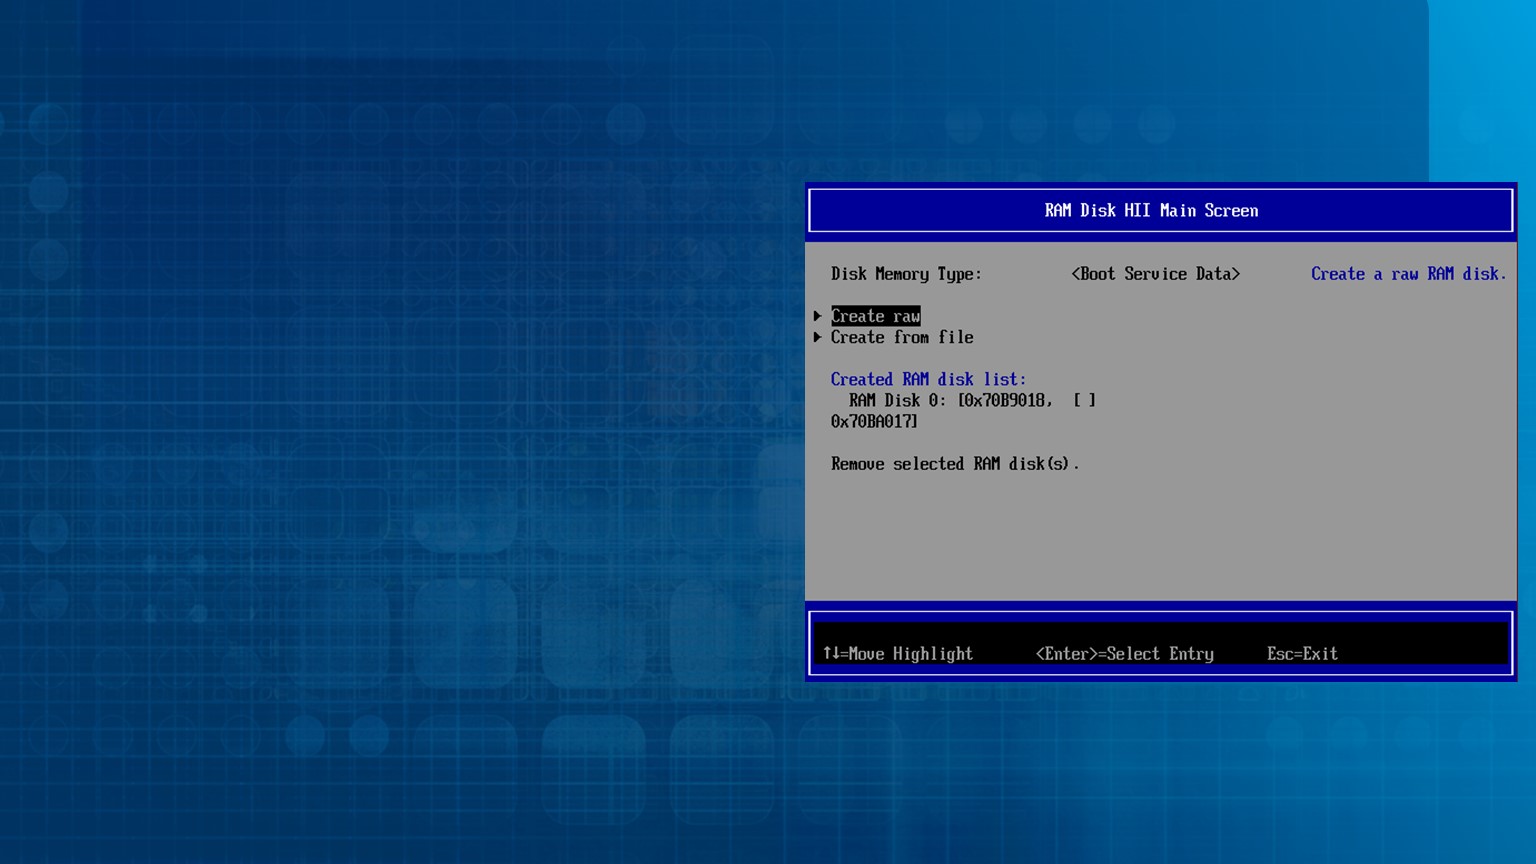 RAM Disk HII Main Screen
Disk Memory Type: <Boot Service Data> Create a raw RAM disk.
Create raw
Create from file
Created RAM disk list:
RAM Disk 0: [0x70B9018, [ ]
0x70BA017]
Remove selected RAM disk(s).
↑↓=Move Highlight <Enter>=Select Entry Esc=Exit